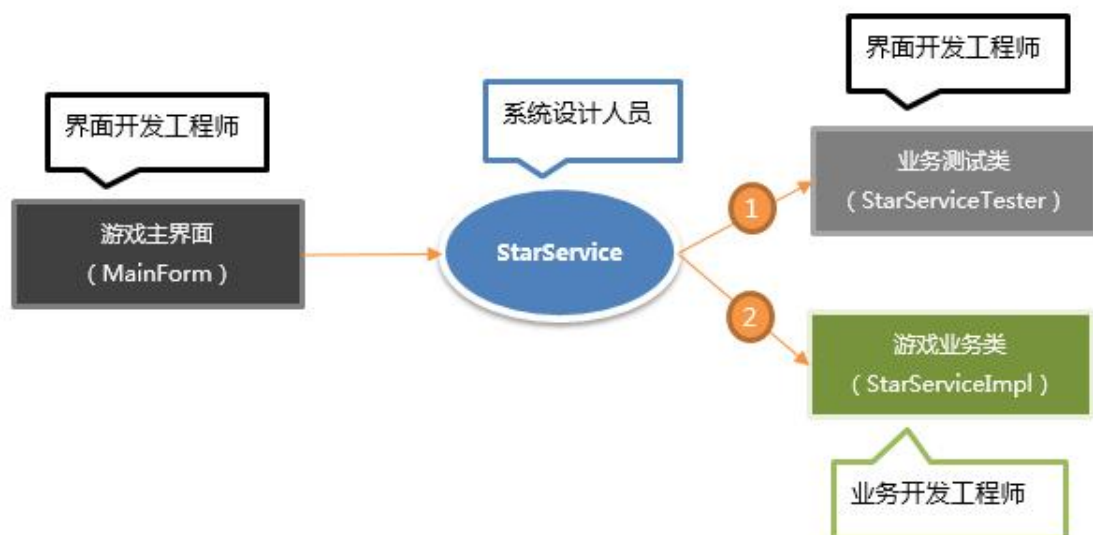 界面开发工程师
系统设计人员
界面开发工程师
游戏主界面
（MainForm）
StarService
1
业务测试类
（StarServiceTester）
2
游戏业务类
（StarServiceImpl）
业务开发工程师